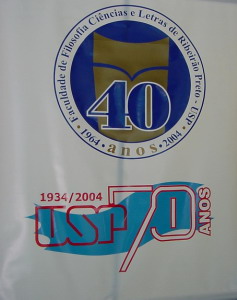 Faculdade de Filosofia Ciências e Letras de Ribeirão Preto - USP
40
anos
1964 2004
1934/2004
USP 70
ANOS